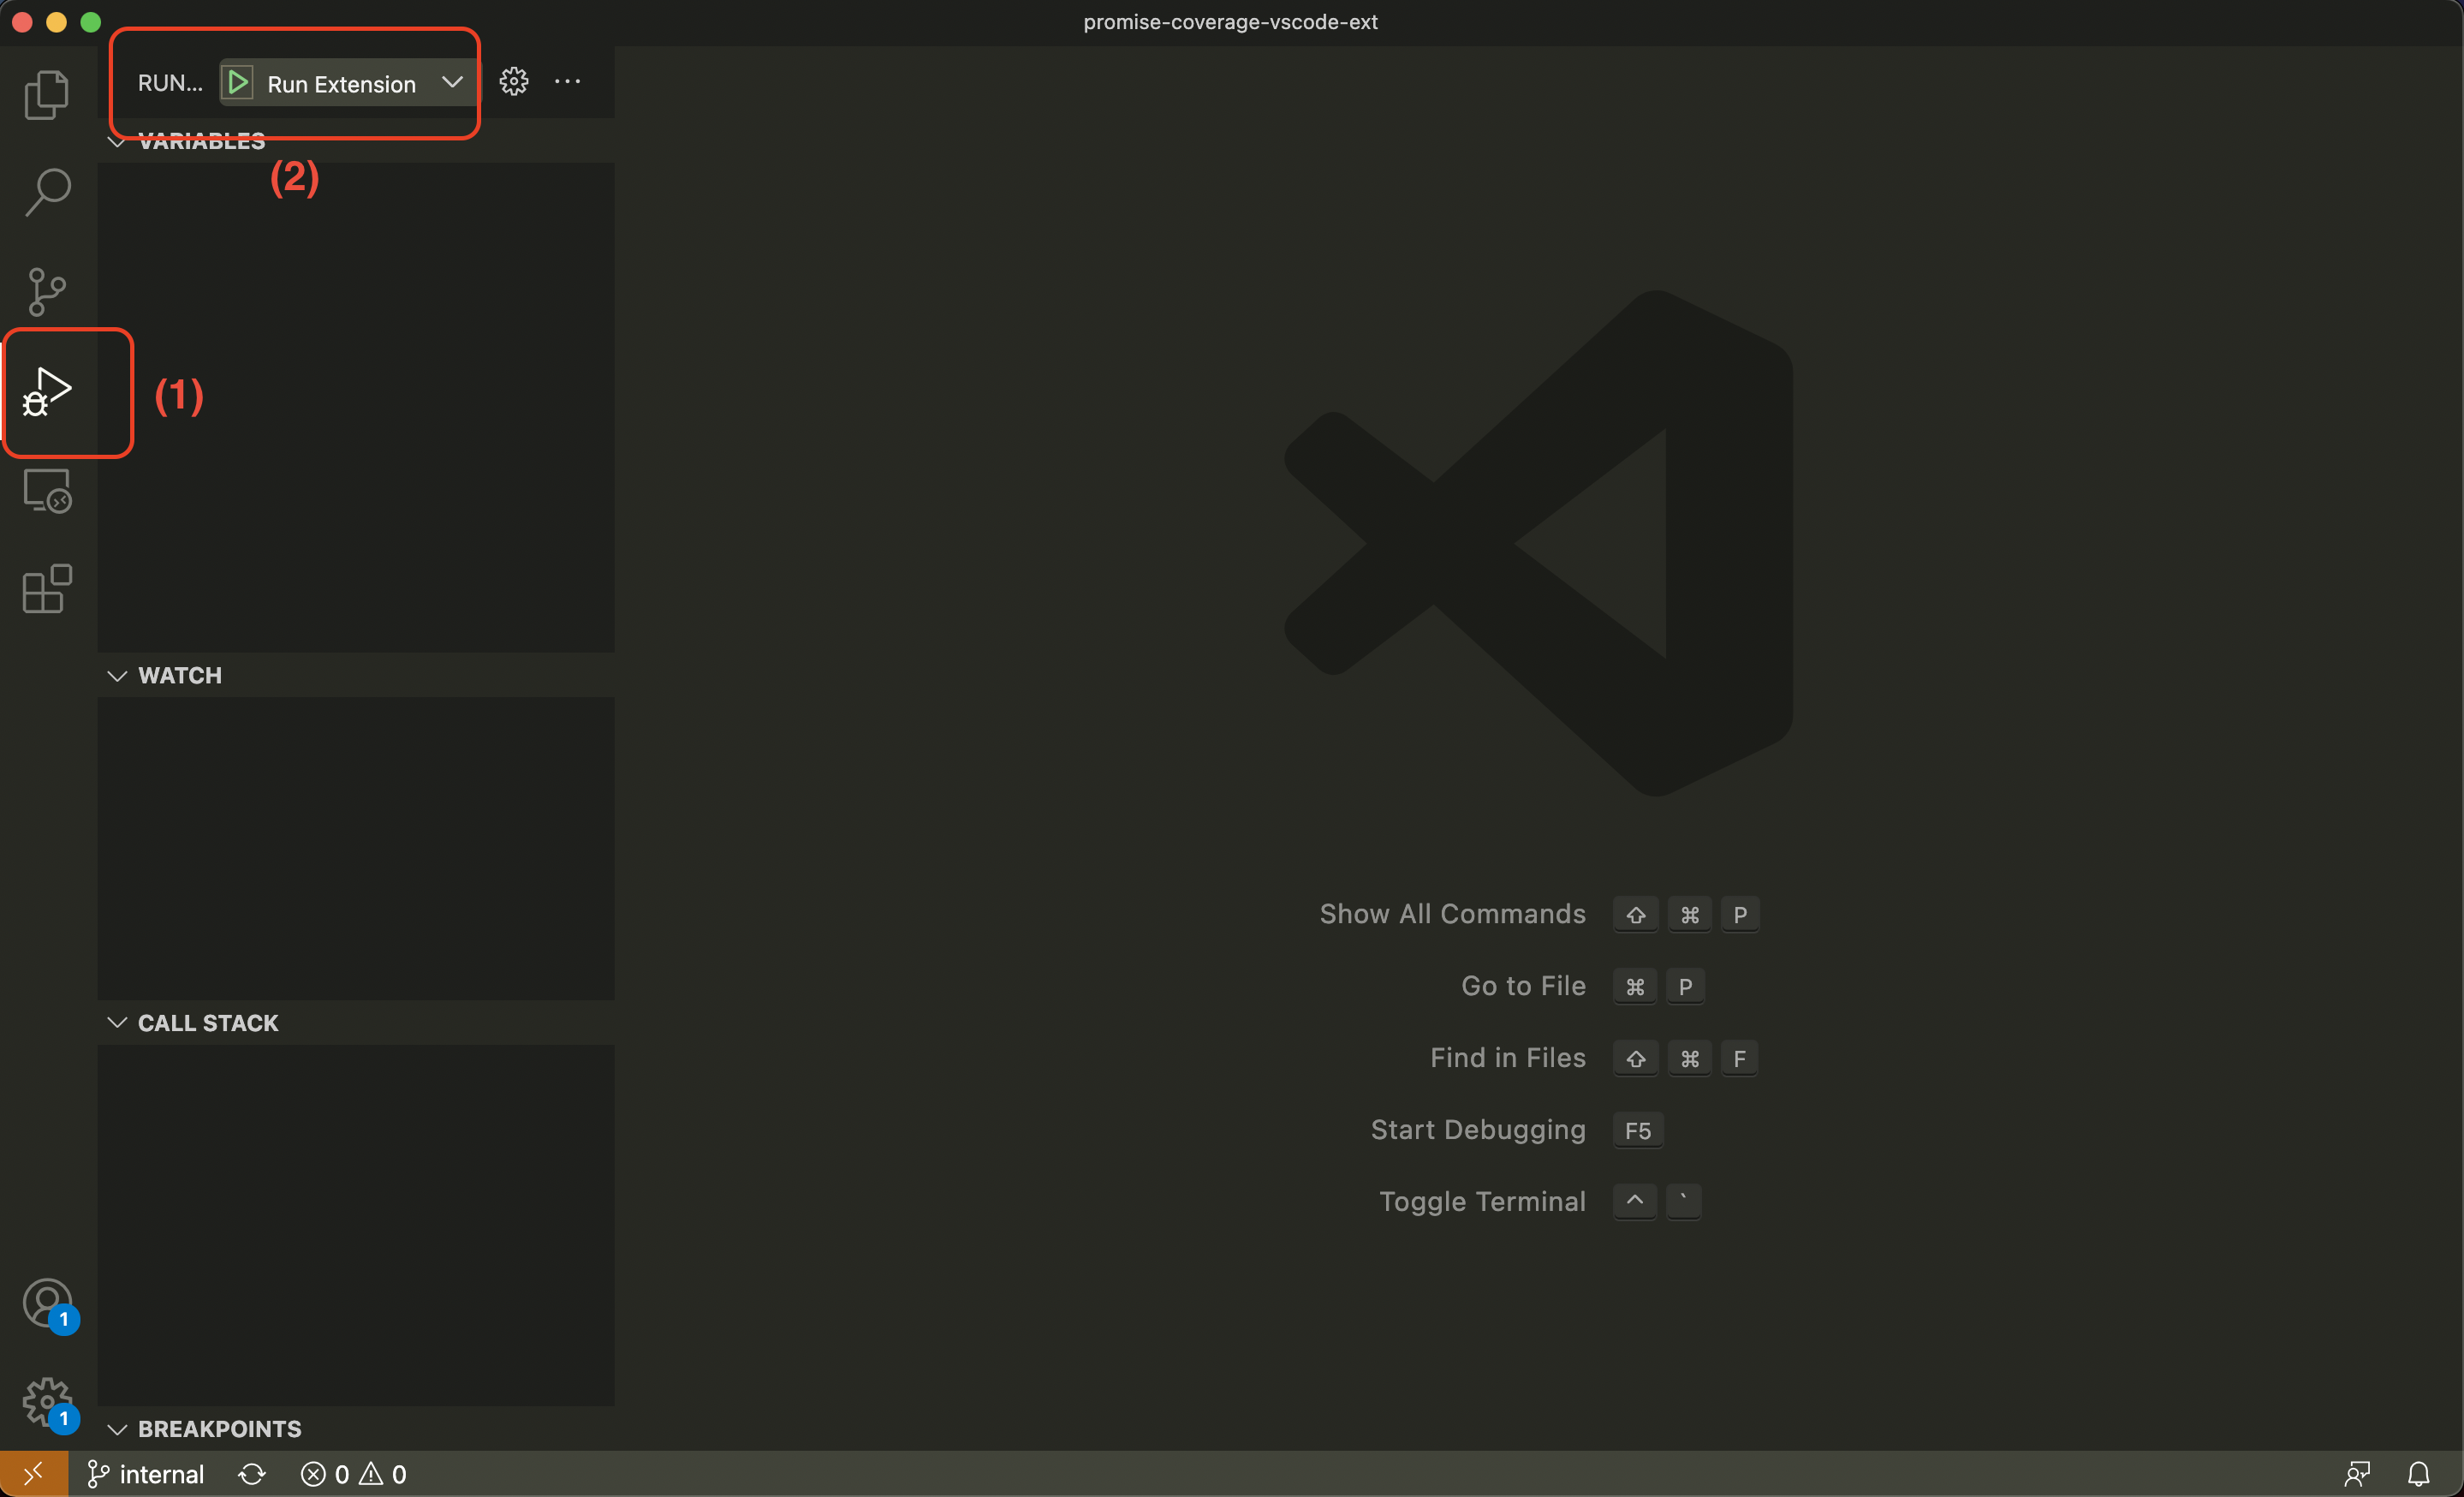 promise-coverage-vscode-ext
RUN... Run Extension
VARIABLES
(2)
(1)
WATCH
CALL STACK
Show All Commands ⇧ ⌘ P
Go to File ⌘ P
Find in Files ⇧ ⌘ F
Start Debugging F5
Toggle Terminal ^ `
1
1
BREAKPOINTS
internal 0 0